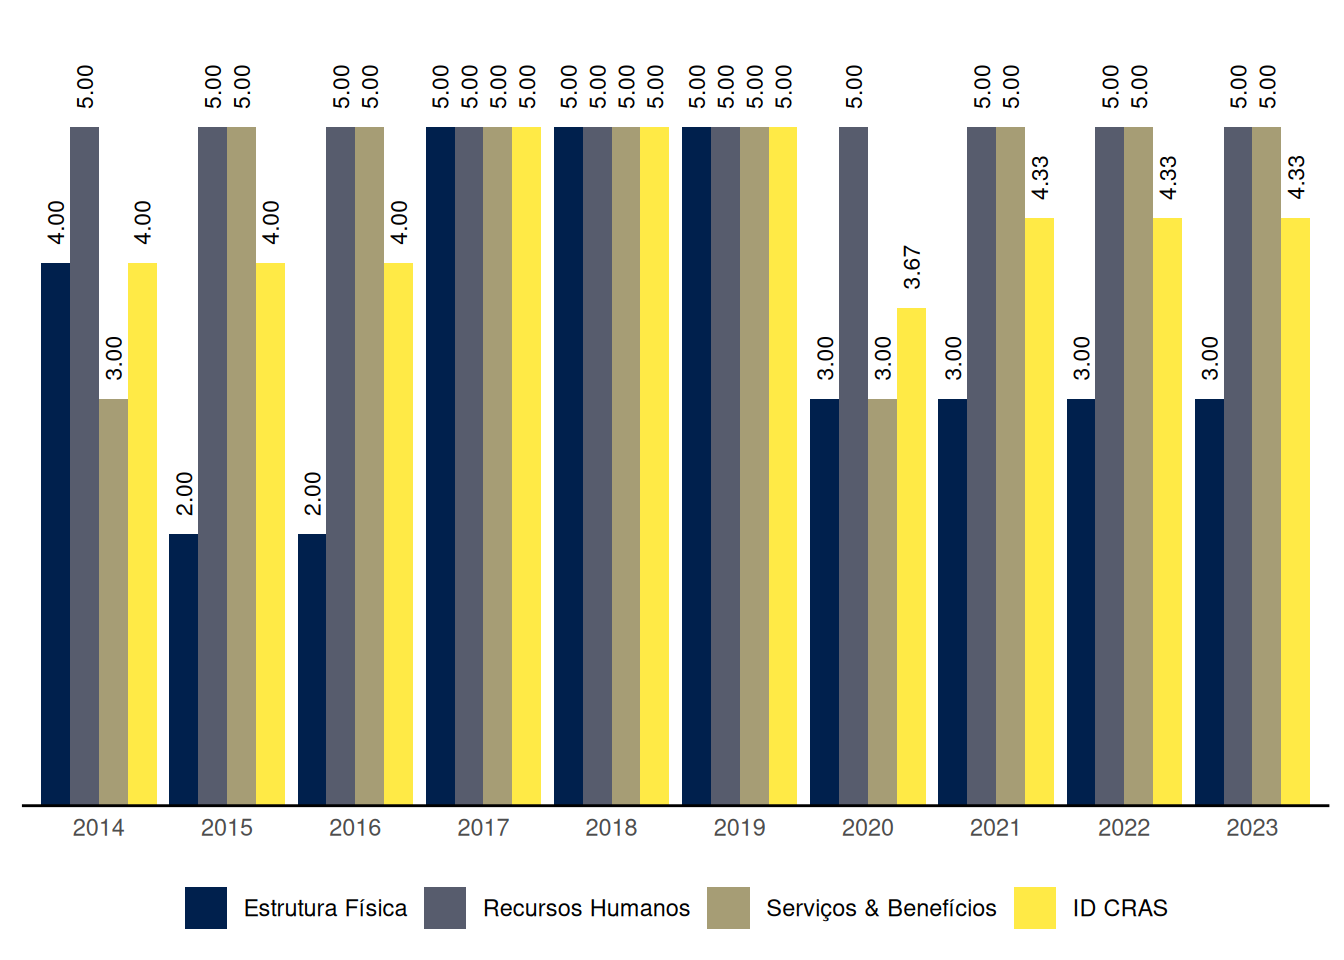 4.00 5.00 3.00 4.00 2.00 5.00 5.00 4.00 2.00 5.00 5.00 4.00 5.00 5.00 5.00 5.00 5.00 5.00 5.00 5.00 5.00 5.00 5.00 5.00 3.00 5.00 3.00 3.67 3.00 5.00 5.00 4.33 3.00 5.00 5.00 4.33 3.00 5.00 5.00 4.33
2014 2015 2016 2017 2018 2019 2020 2021 2022 2023
Estrutura Física Recursos Humanos Serviços & Benefícios ID CRAS